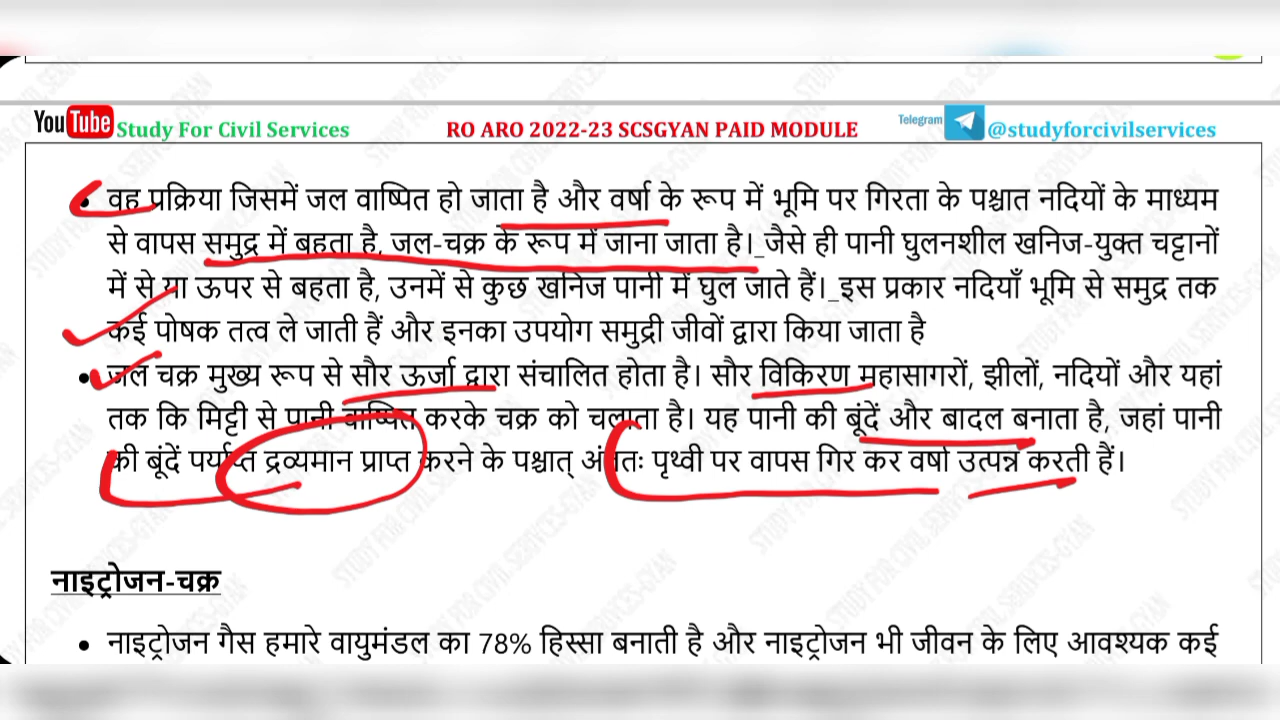 YouTube Study For Civil Services RO ARO 2022-23 SCSGYAN PAID MODULE Telegram @studyforcivilservices
• वह प्रक्रिया जिसमें जल वाष्पित हो जाता है और वर्षा के रूप में भूमि पर गिरता के पश्चात नदियों के माध्यम
से वापस समुद्र में बहता है, जल-चक्र के रूप में जाना जाता है। जैसे ही पानी घुलनशील खनिज-युक्त चट्टानों
में से या ऊपर से बहता है, उनमें से कुछ खनिज पानी में घुल जाते हैं। इस प्रकार नदियाँ भूमि से समुद्र तक
कई पोषक तत्व ले जाती हैं और इनका उपयोग समुद्री जीवों द्वारा किया जाता है
• जल चक्र मुख्य रूप से सौर ऊर्जा द्वारा संचालित होता है। सौर विकिरण महासागरों, झीलों, नदियों और यहां
तक कि मिट्टी से पानी वाष्पित करके चक्र को चलाता है। यह पानी की बूंदें और बादल बनाता है, जहां पानी
की बूंदें पर्याप्त द्रव्यमान प्राप्त करने के पश्चात् अंततः पृथ्वी पर वापस गिर कर वर्षा उत्पन्न करती हैं।
नाइट्रोजन-चक्र
• नाइट्रोजन गैस हमारे वायुमंडल का 78% हिस्सा बनाती है और नाइट्रोजन भी जीवन के लिए आवश्यक कई